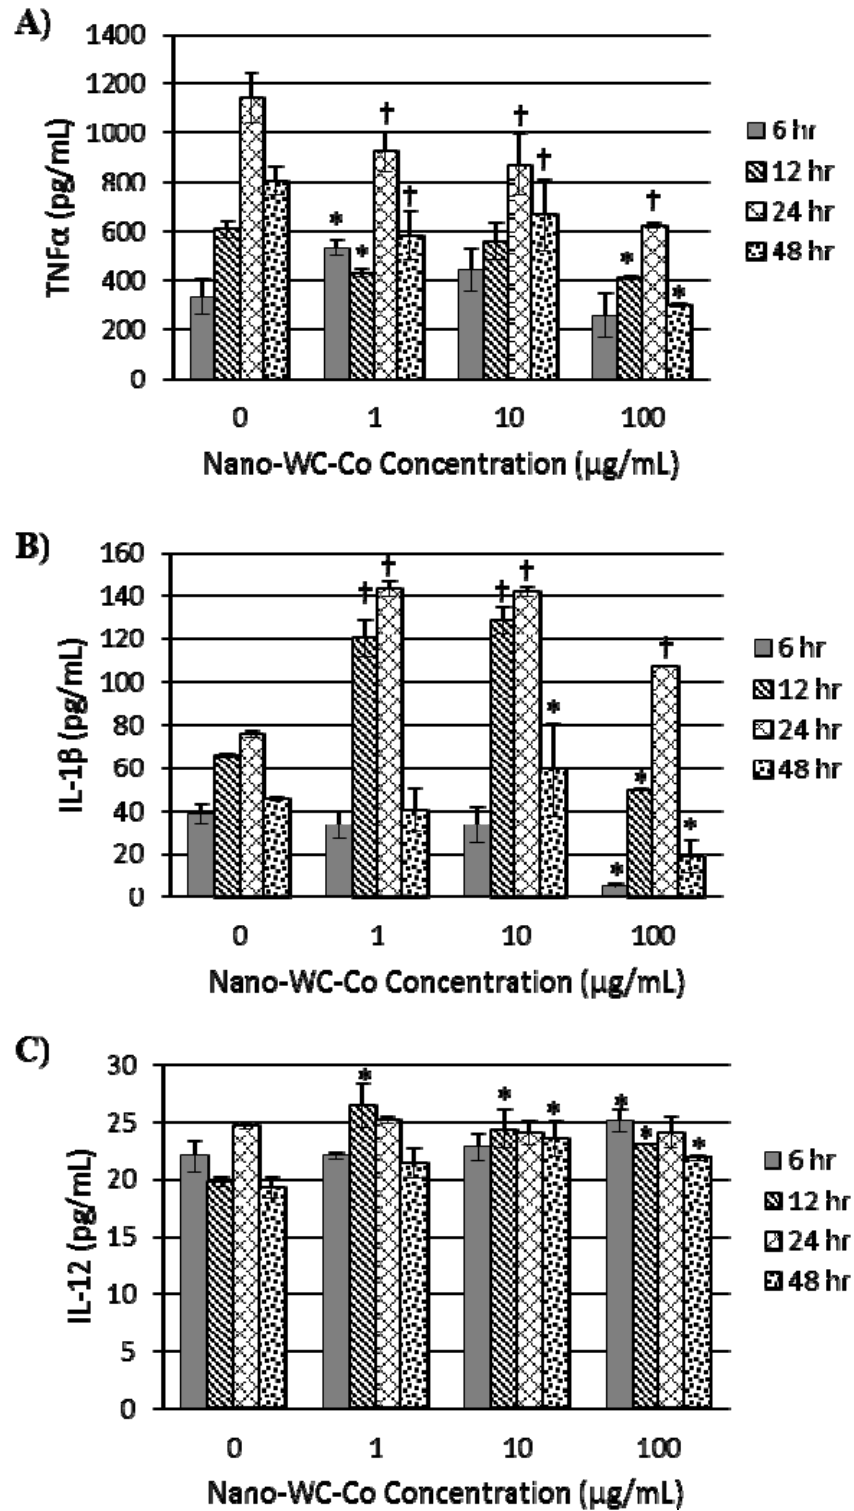 A)
1400
1200
1000
800
600
400
200
0
TNFα (pg/mL)
* * † †
† †
* † *
0 1 10 100
Nano-WC-Co Concentration (µg/mL)
6 hr
12 hr
24 hr
48 hr
B)
160
140
120
100
80
60
40
20
0
IL-1β (pg/mL)
† †
† † *
* * † *
0 1 10 100
Nano-WC-Co Concentration (µg/mL)
6 hr
12 hr
24 hr
48 hr
C)
30
25
20
15
10
5
0
IL-12 (pg/mL)
*
* *
* * *
0 1 10 100
Nano-WC-Co Concentration (µg/mL)
6 hr
12 hr
24 hr
48 hr